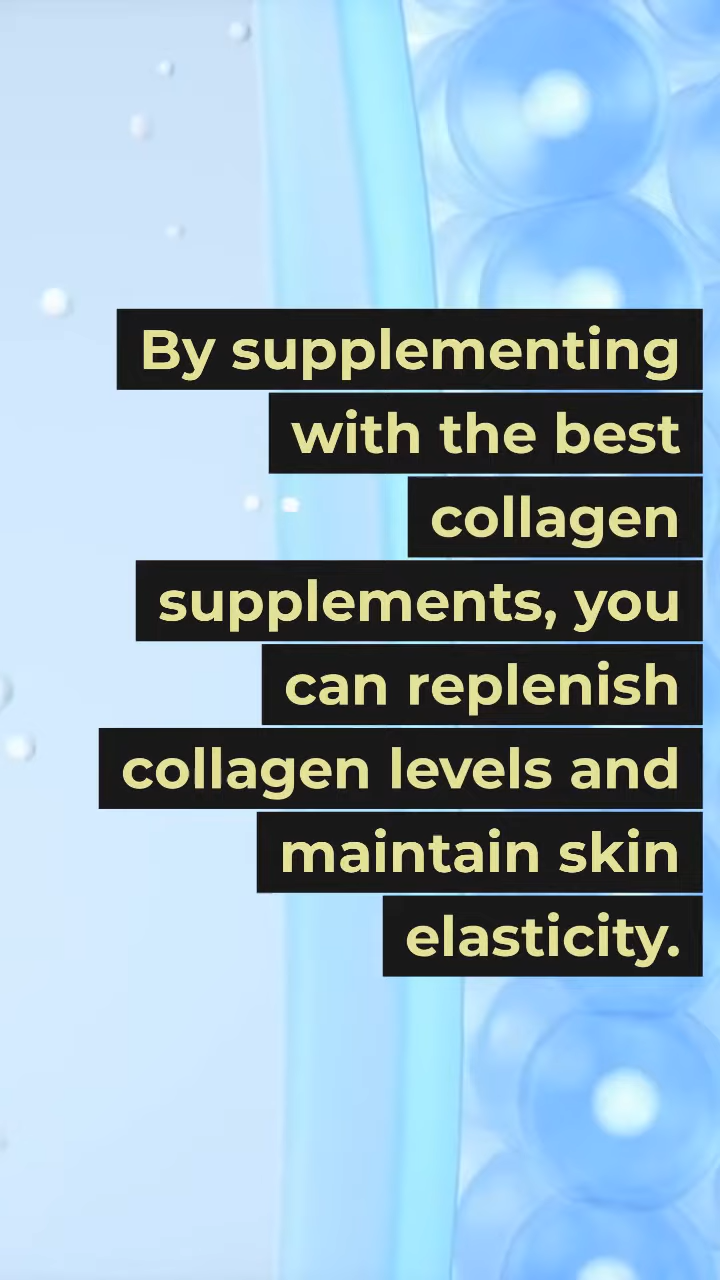 By supplementing
with the best
collagen
supplements, you
can replenish
collagen levels and
maintain skin
elasticity.